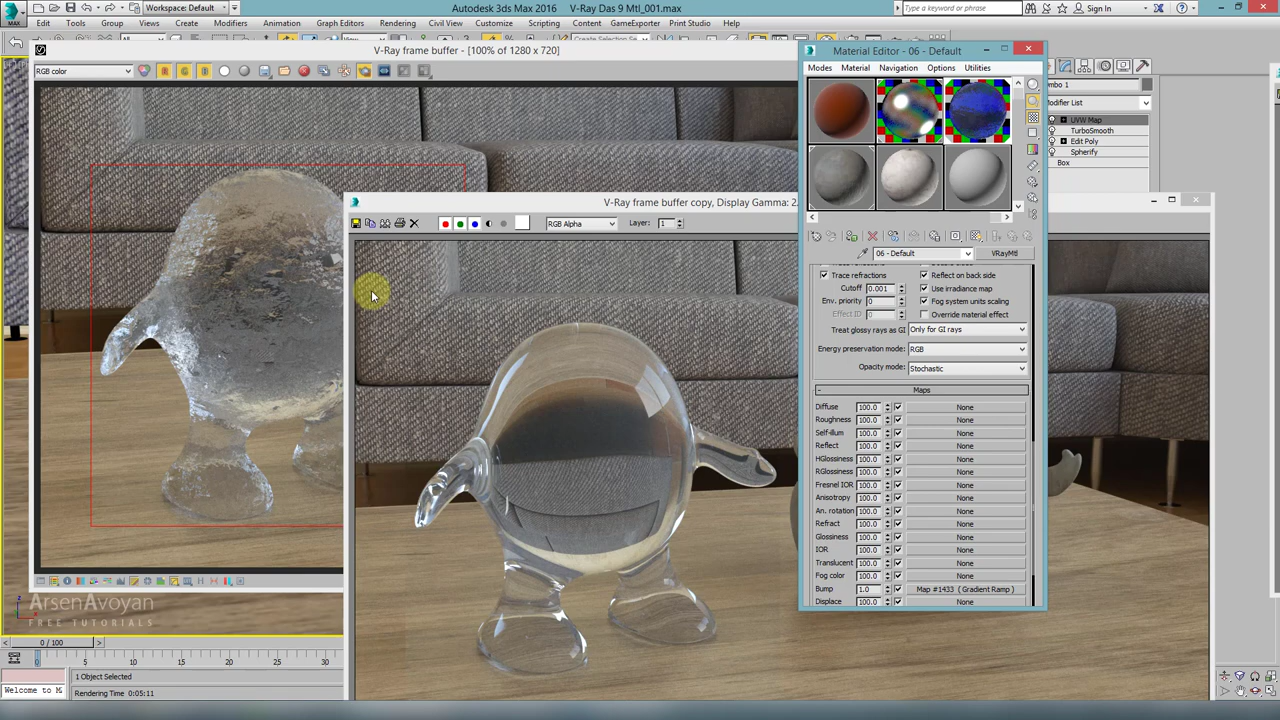 Workspace: Default
Autodesk 3ds Max 2016   V-Ray Das 9 Mtl_001.max
Type a keyword or phrase
Sign In
MAX
Edit Tools Group Views Create Modifiers Animation Graph Editors Rendering Civil View Customize Scripting Content GameExporter Print Studio Help
V-Ray frame buffer - [100% of 1280 x 720]
RGB color
Material Editor - 06 - Default
Modes Material Navigation Options Utilities
Modifier List
UVW Map
TurboSmooth
Edit Poly
Spherify
Box
V-Ray frame buffer copy, Display Gamma: 2.
RGB Alpha
Layer: 1
06 - Default
VRayMtl
Trace refractions
Reflect on back side
Cutoff 0.001
Use irradiance map
Env. priority 0
Fog system units scaling
Effect ID 0
Override material effect
Treat glossy rays as GI Only for GI rays
Energy preservation mode: RGB
Opacity mode: Stochastic
- Maps
Diffuse 100.0 None
Roughness 100.0 None
Self-illum 100.0 None
Reflect 100.0 None
HGlossiness 100.0 None
RGlossiness 100.0 None
Fresnel IOR 100.0 None
Anisotropy 100.0 None
An. rotation 100.0 None
Refract 100.0 None
Glossiness 100.0 None
IOR 100.0 None
Translucent 100.0 None
Fog color 100.0 None
Bump 1.0 Map #1433 ( Gradient Ramp )
Displace 100.0 None
ArsenAvoyan
FREE TUTORIALS
0 / 100
0 5 10 15 20 25 30
1 Object Selected
Welcome to M
Rendering Time 0:05:11